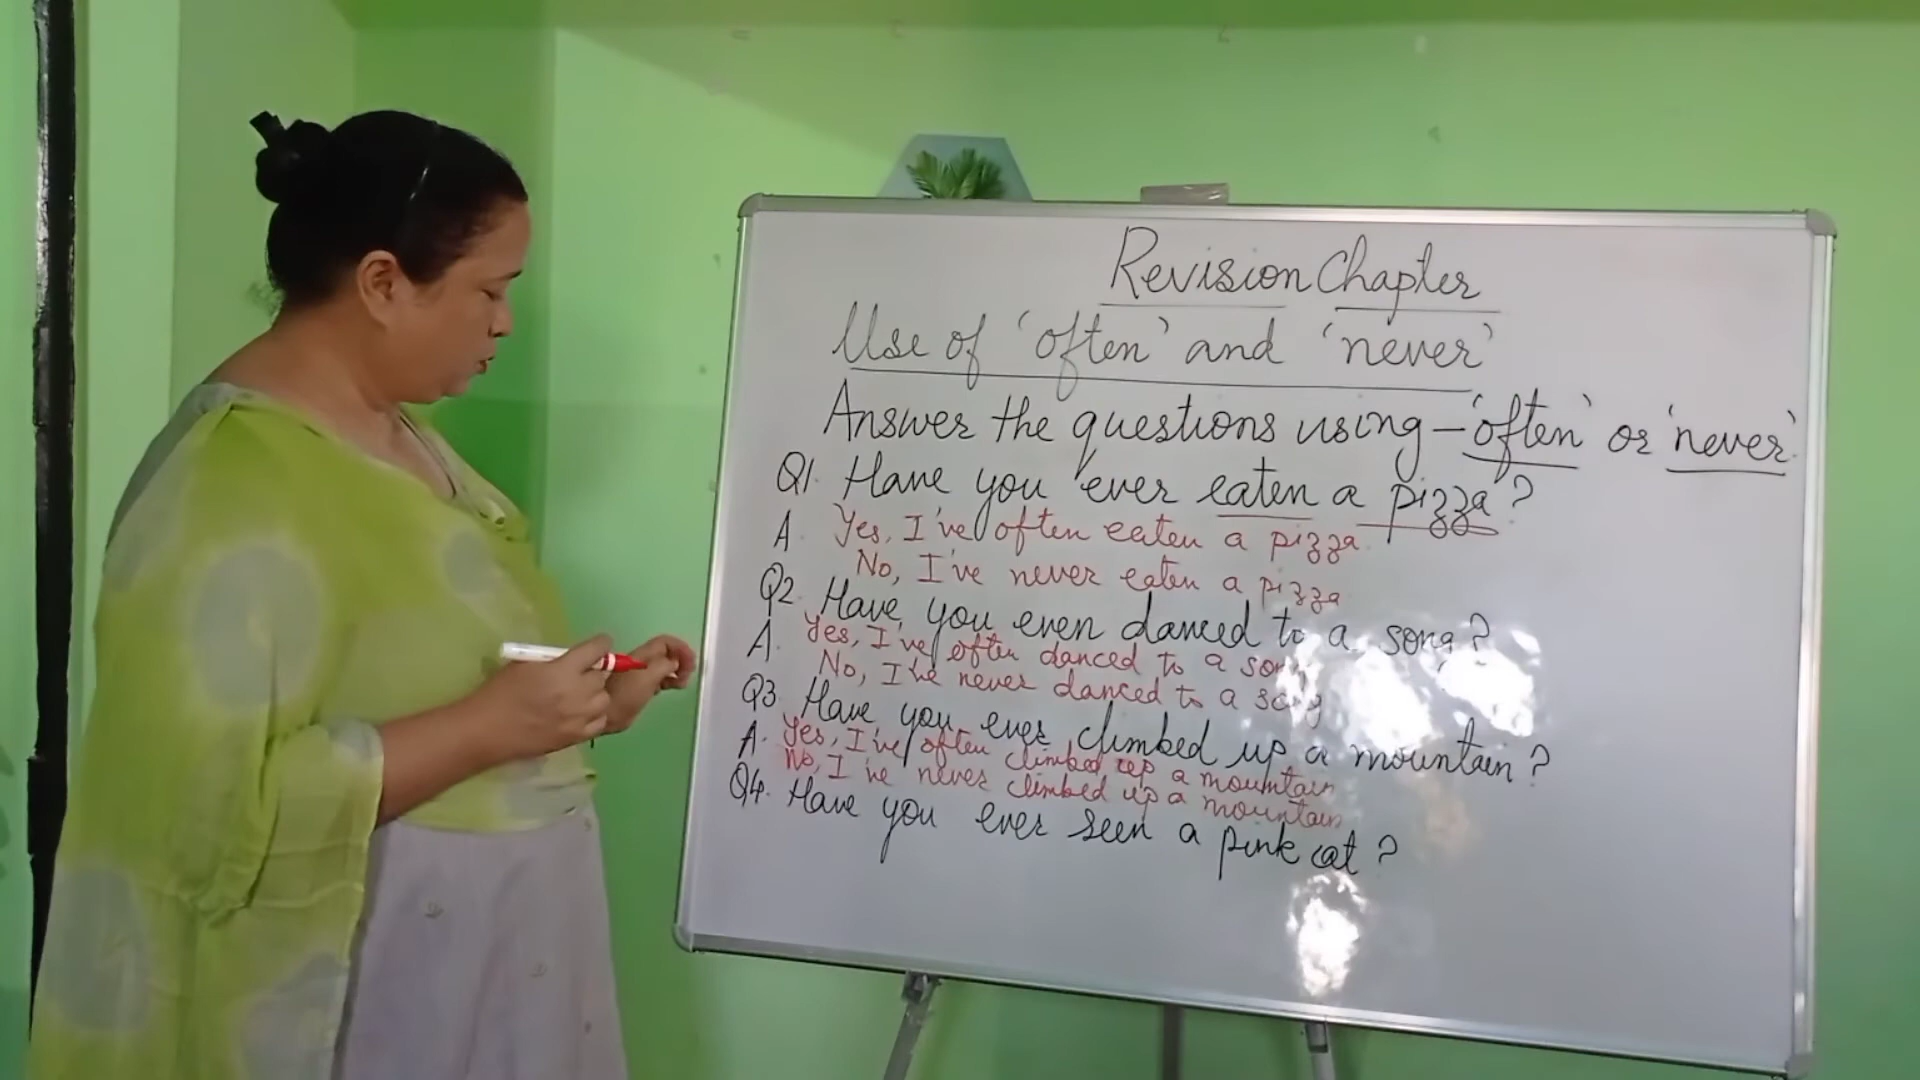 Revision Chapter
Use of 'often' and 'never'
Answer the questions using - 'often' or 'never'.
Q1. Have you ever eaten a pizza?
A. Yes, I've often eaten a pizza.
No, I've never eaten a pizza
Q2. Have you even danced to a song?
A. Yes, I've often danced to a song
No, I've never danced to a song
Q3. Have you ever climbed up a mountain?
A. Yes, I've often climbed up a mountain
No, I've never climbed up a mountain
Q4. Have you ever seen a pink cat?